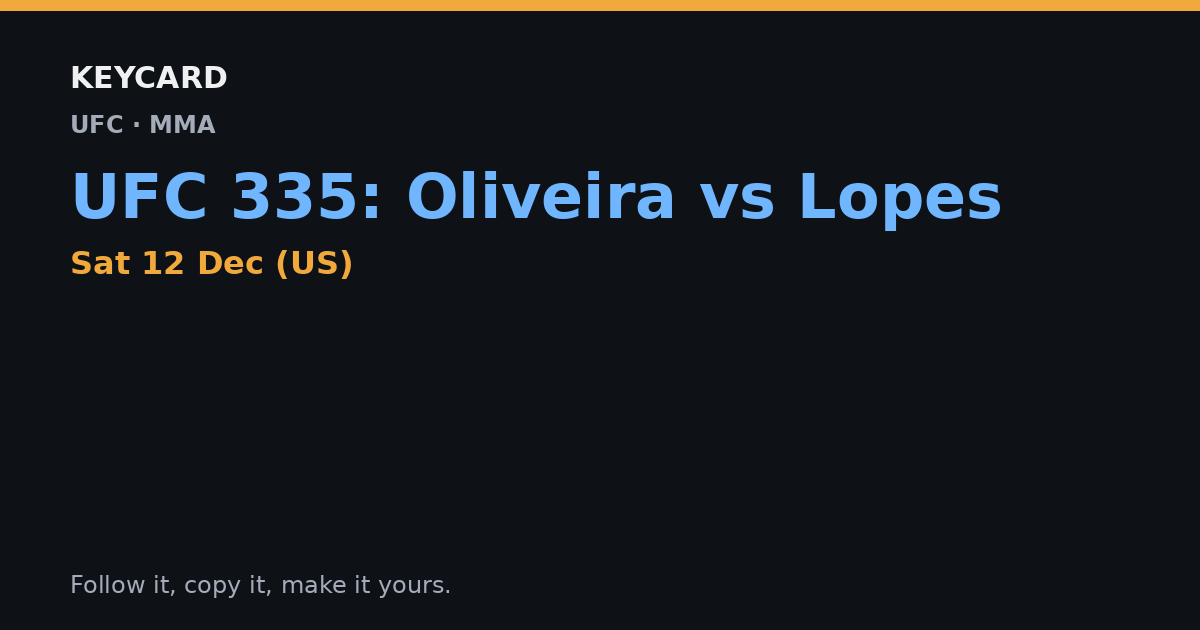 KEYCARD
UFC · MMA
UFC 335: Oliveira vs Lopes
Sat 12 Dec (US)
Follow it, copy it, make it yours.